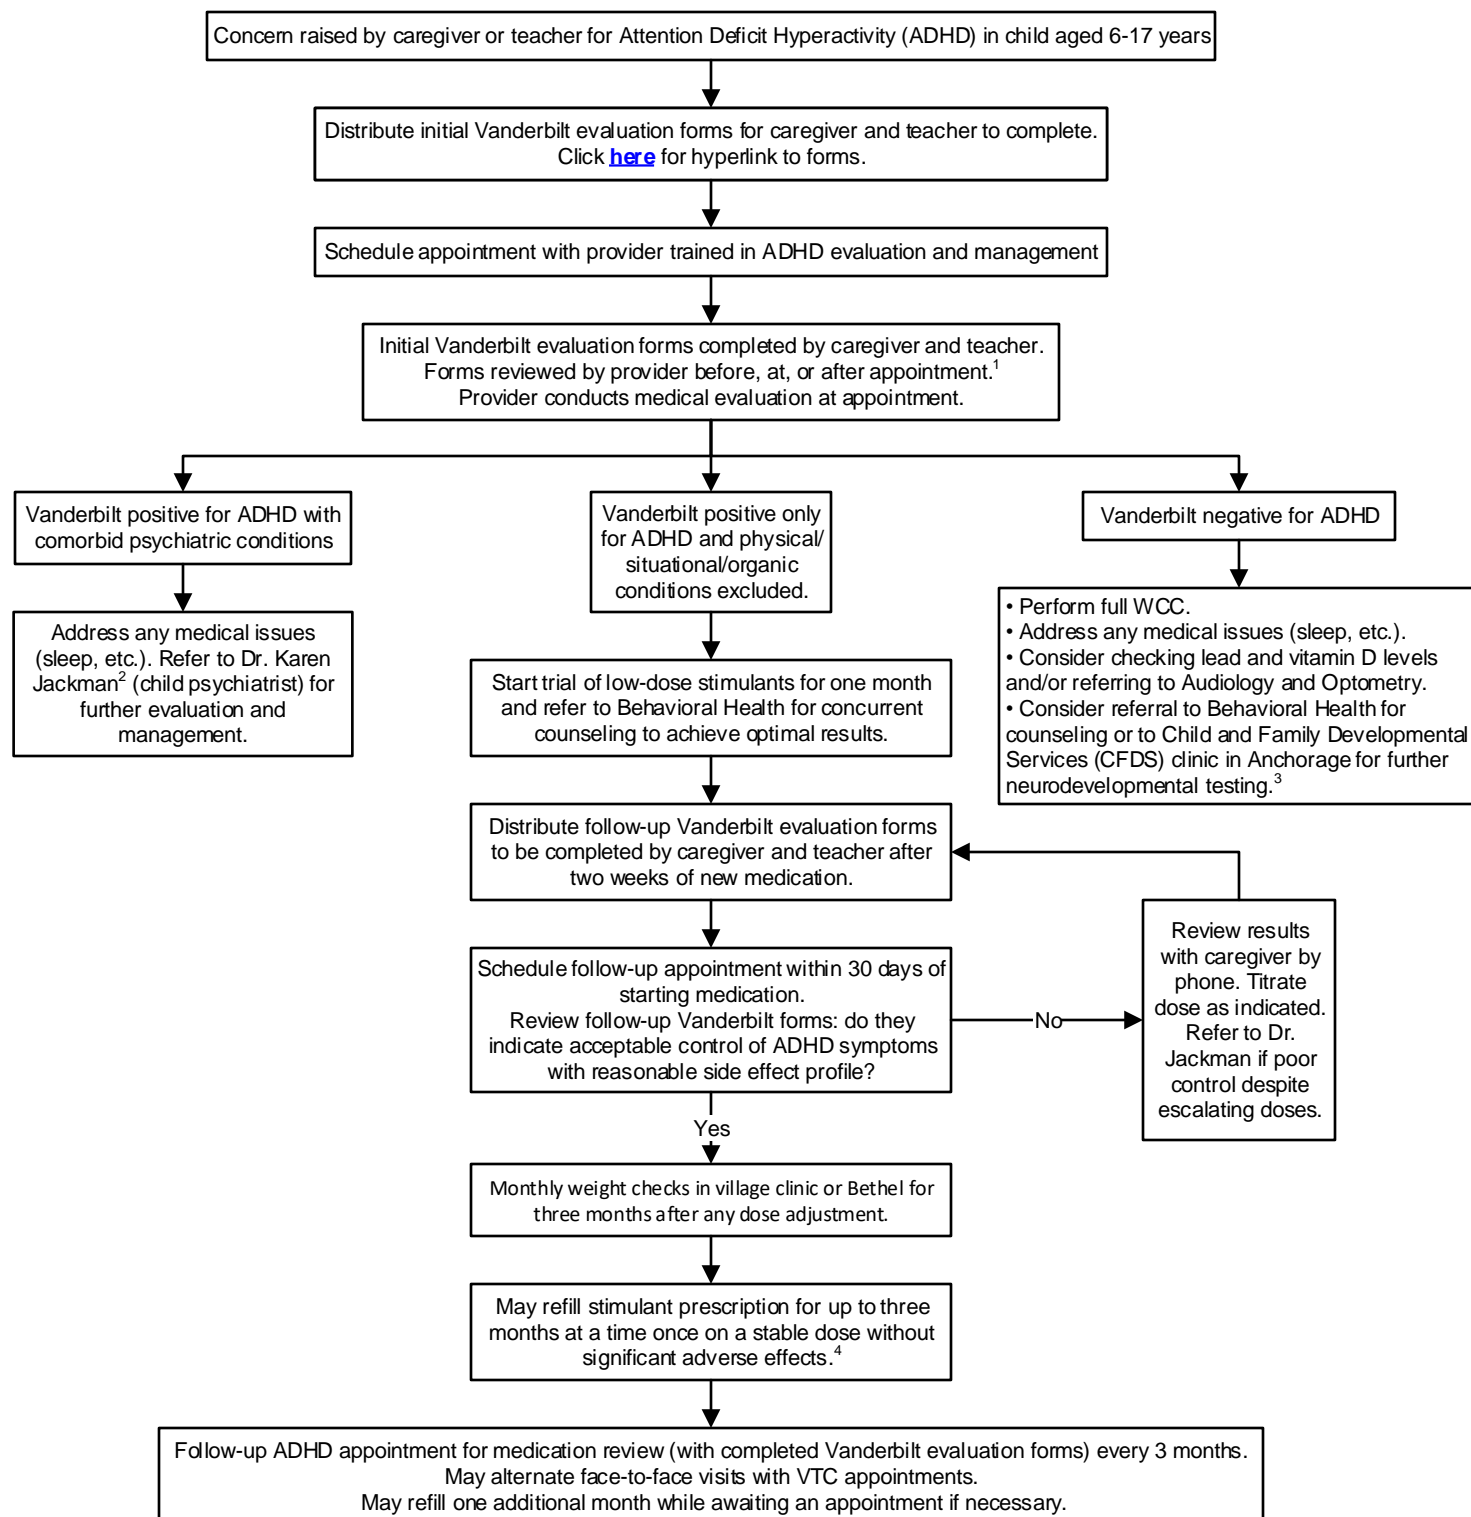 Concern raised by caregiver or teacher for Attention Deficit Hyperactivity (ADHD) in child aged 6-17 years
Distribute initial Vanderbilt evaluation forms for caregiver and teacher to complete.
Click here for hyperlink to forms.
Schedule appointment with provider trained in ADHD evaluation and management
Initial Vanderbilt evaluation forms completed by caregiver and teacher.
Forms reviewed by provider before, at, or after appointment.1
Provider conducts medical evaluation at appointment.
Vanderbilt positive for ADHD with
comorbid psychiatric conditions
Address any medical issues
(sleep, etc.). Refer to Dr. Karen
Jackman2 (child psychiatrist) for
further evaluation and
management.
Vanderbilt positive only
for ADHD and physical/
situational/organic
conditions excluded.
Vanderbilt negative for ADHD
• Perform full WCC.
• Address any medical issues (sleep, etc.).
• Consider checking lead and vitamin D levels
and/or referring to Audiology and Optometry.
• Consider referral to Behavioral Health for
counseling or to Child and Family Developmental
Services (CFDS) clinic in Anchorage for further
neurodevelopmental testing.3
Start trial of low-dose stimulants for one month
and refer to Behavioral Health for concurrent
counseling to achieve optimal results.
Distribute follow-up Vanderbilt evaluation forms
to be completed by caregiver and teacher after
two weeks of new medication.
Schedule follow-up appointment within 30 days of
starting medication.
Review follow-up Vanderbilt forms: do they
indicate acceptable control of ADHD symptoms
with reasonable side effect profile?
No
Review results
with caregiver by
phone. Titrate
dose as indicated.
Refer to Dr.
Jackman if poor
control despite
escalating doses.
Yes
Monthly weight checks in village clinic or Bethel for
three months after any dose adjustment.
May refill stimulant prescription for up to three
months at a time once on a stable dose without
significant adverse effects.4
Follow-up ADHD appointment for medication review (with completed Vanderbilt evaluation forms) every 3 months.
May alternate face-to-face visits with VTC appointments.
May refill one additional month while awaiting an appointment if necessary.